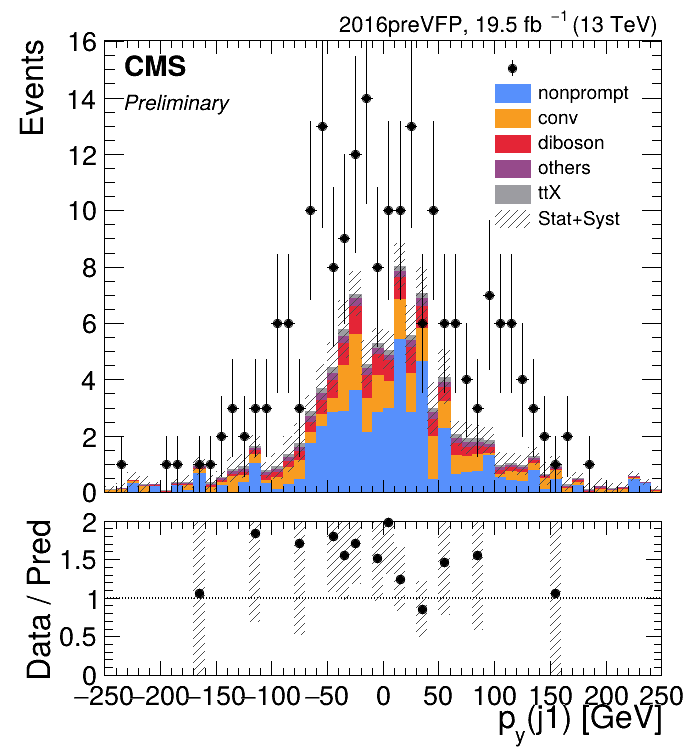 2016preVFP, 19.5 fb⁻¹ (13 TeV)
Events
CMS
Preliminary
nonprompt
conv
diboson
others
ttX
Stat+Syst
16
14
12
10
8
6
4
2
0
Data / Pred
2
1.5
1
0.5
0
−250 −200 −150 −100 −50 0 50 100 150 200 250
p_y(j1) [GeV]